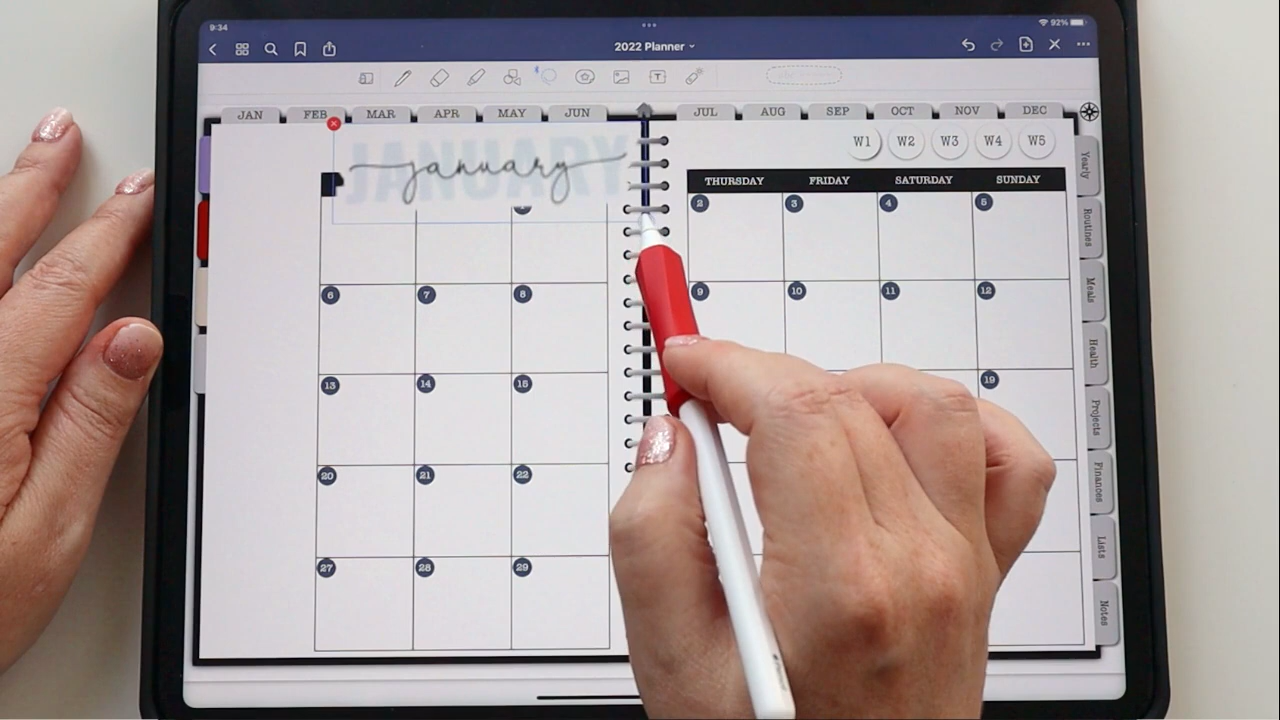 9:34
92%
2022 Planner
T
JAN FEB MAR APR MAY JUN JUL AUG SEP OCT NOV DEC
JANUARY
january
W1 W2 W3 W4 W5
THURSDAY FRIDAY SATURDAY SUNDAY
2 3 4 5
6 7 8 9 10 11 12
13 14 15 19
20 21 22
27 28 29
Yearly
Routines
Meals
Health
Projects
Finances
Lists
Notes